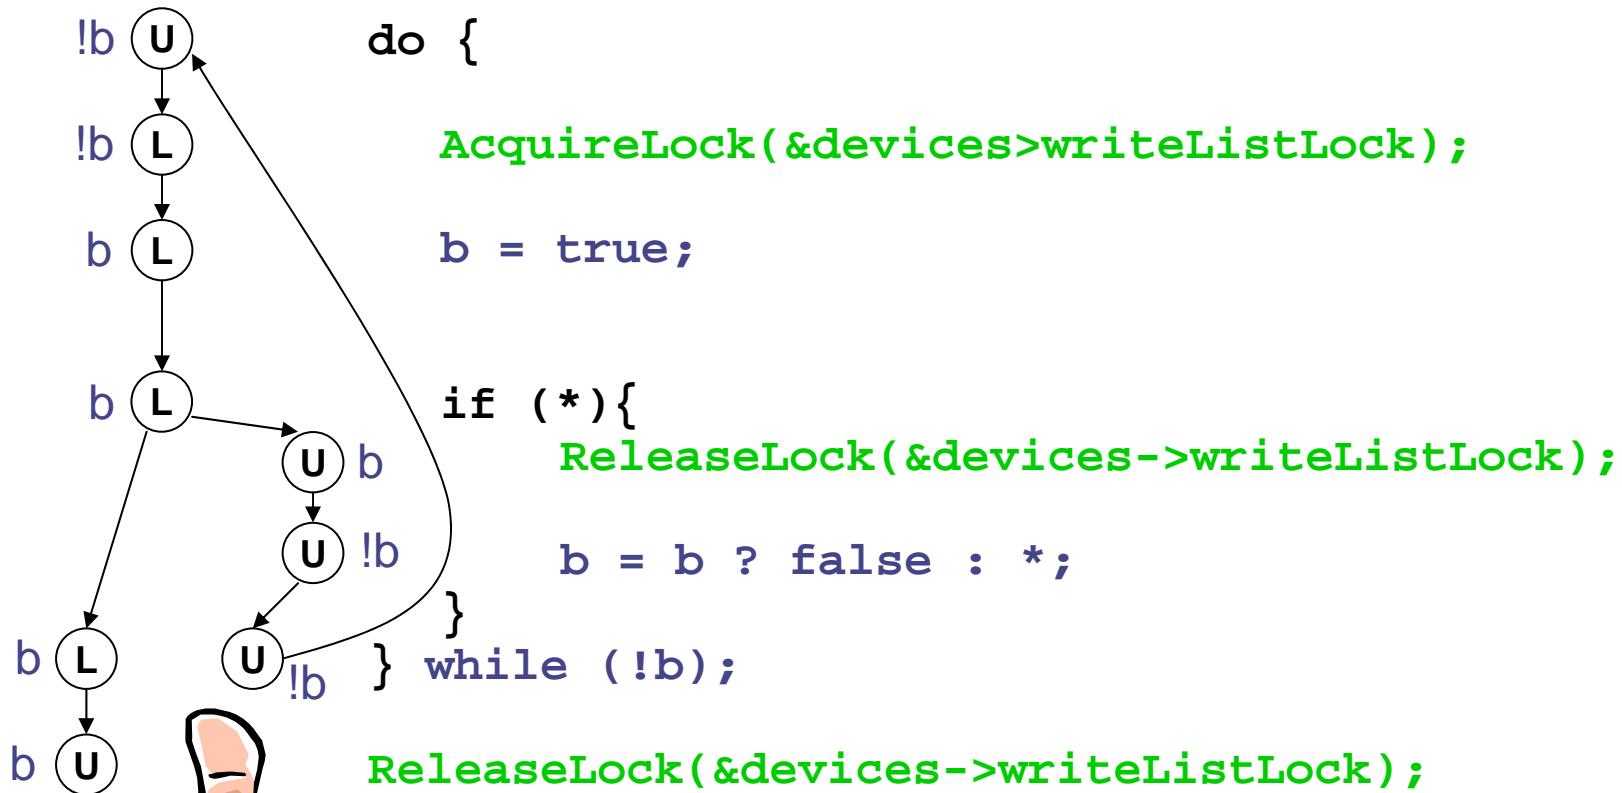 !b U do {
!b L AcquireLock(&devices>writeListLock);
b L b = true;
b L if (*){
U b ReleaseLock(&devices->writeListLock);
U !b b = b ? false : *;
}
b L U !b } while (!b);
b U ReleaseLock(&devices->writeListLock);